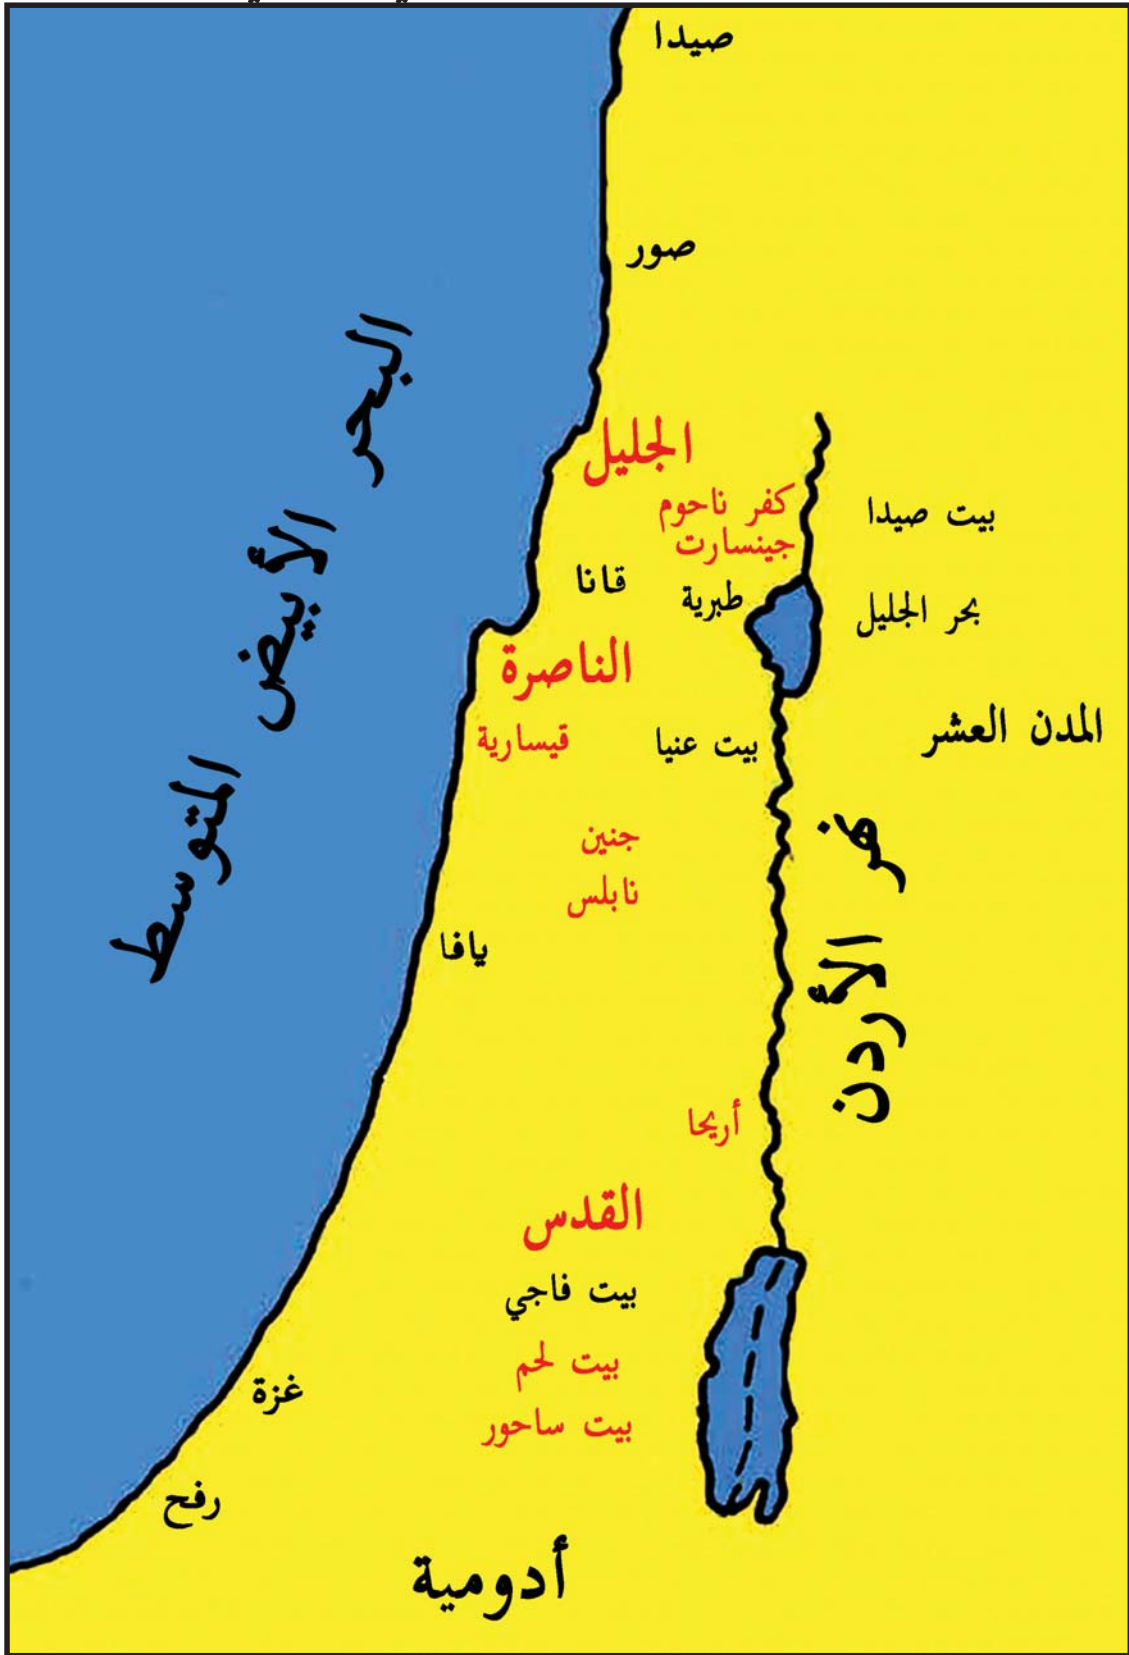 صيدا
صور
البحر الأبيض المتوسط
الجليل
كفر ناحوم
جينسارت
بيت صيدا
قانا
طبرية
بحر الجليل
الناصرة
قيسارية
بيت عنيا
المدن العشر
جنين
نابلس
نهر الأردن
يافا
أريحا
القدس
بيت فاجي
بيت لحم
بيت ساحور
غزة
رفح
أدومية